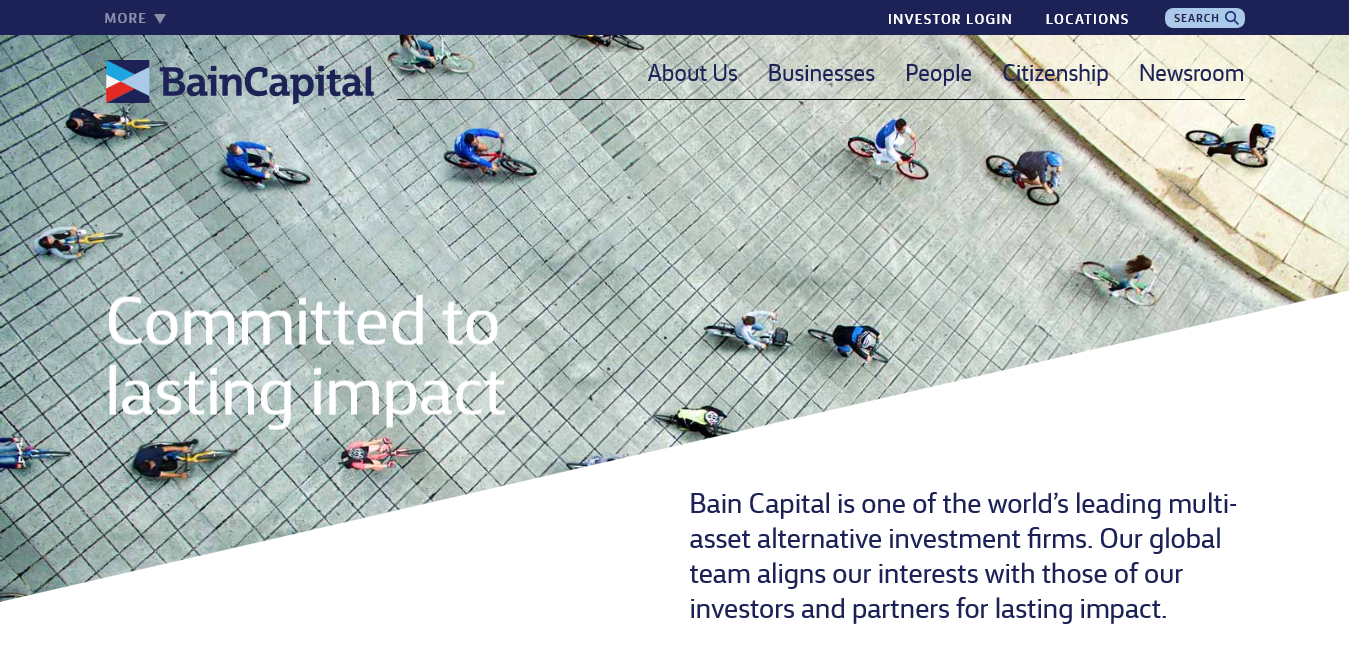 MORE
INVESTOR LOGIN
LOCATIONS
SEARCH
BainCapital
About Us
Businesses
People
Citizenship
Newsroom
Committed to
lasting impact
Bain Capital is one of the world’s leading multi-
asset alternative investment firms. Our global
team aligns our interests with those of our
investors and partners for lasting impact.